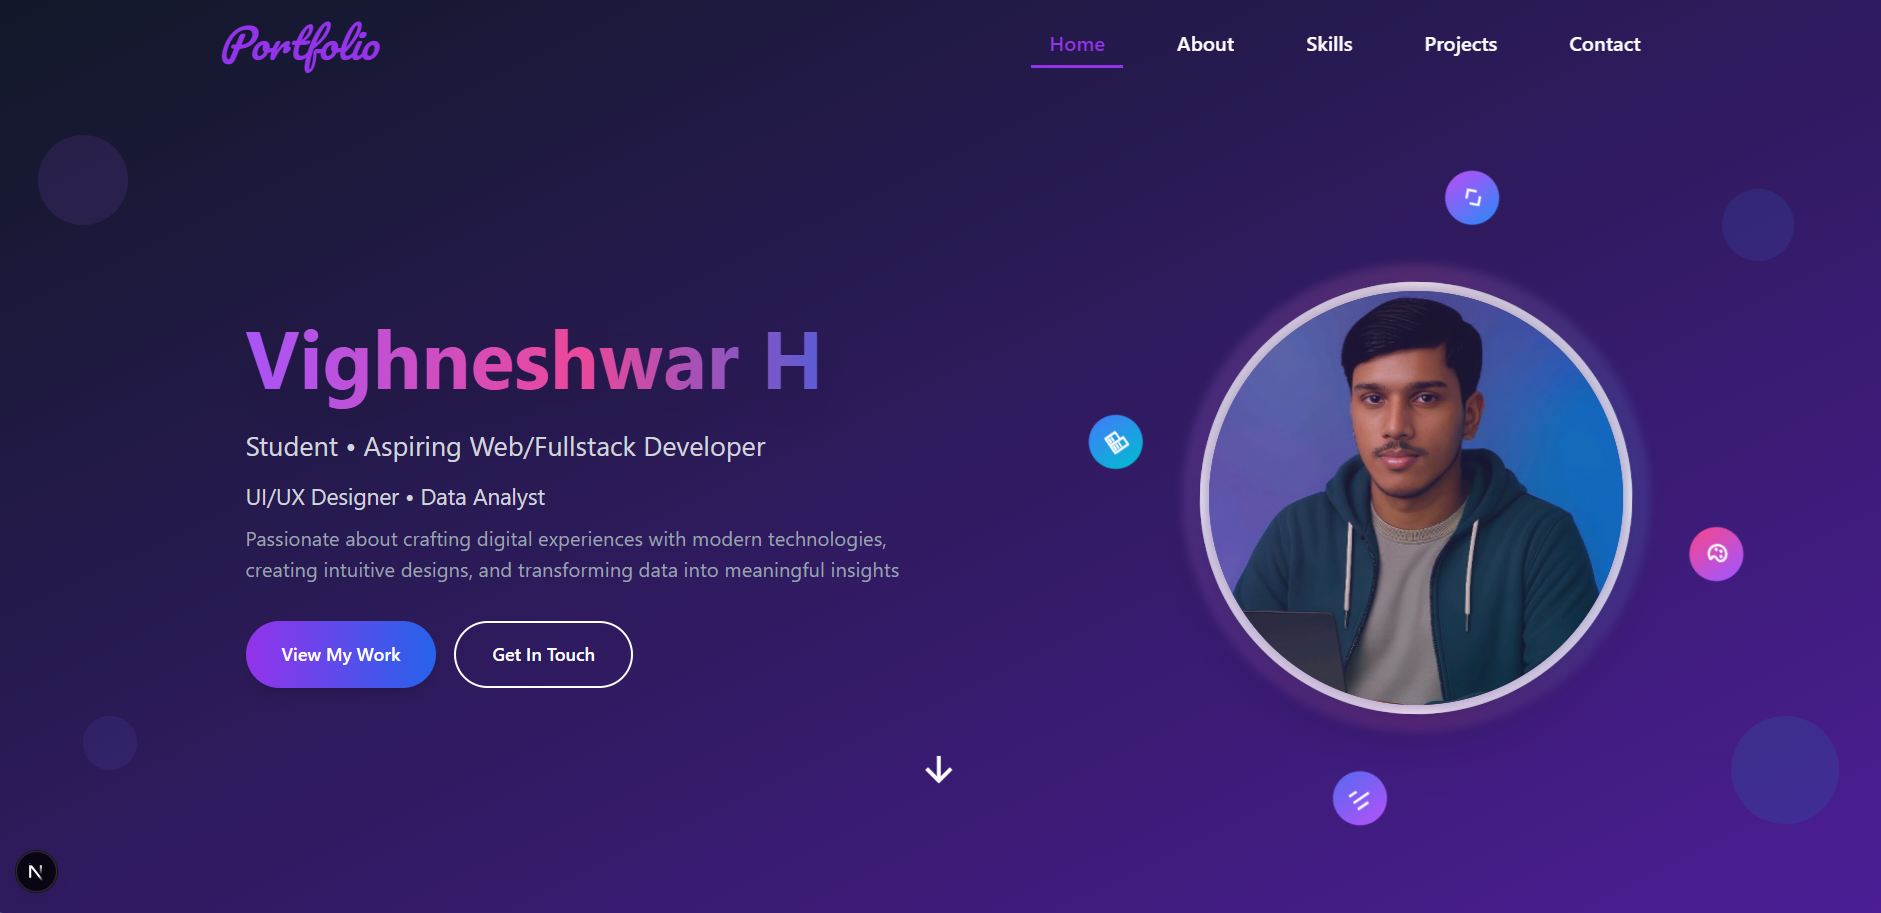 Portfolio
Home About Skills Projects Contact
Vighneshwar H
Student • Aspiring Web/Fullstack Developer
UI/UX Designer • Data Analyst
Passionate about crafting digital experiences with modern technologies,
creating intuitive designs, and transforming data into meaningful insights
View My Work
Get In Touch
N